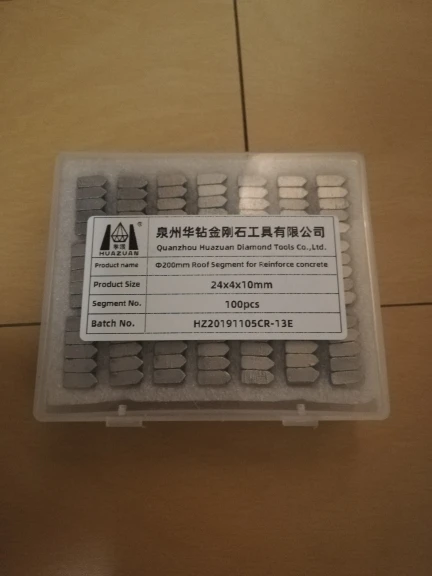 泉州华钻金刚石工具有限公司
Quanzhou Huazuan Diamond Tools Co.,Ltd.
华钻
®
HUAZUAN
Product name Φ200mm Roof Segment for Reinforce concrete
Product Size 24x4x10mm
Segment No. 100pcs
Batch No. HZ20191105CR-13E